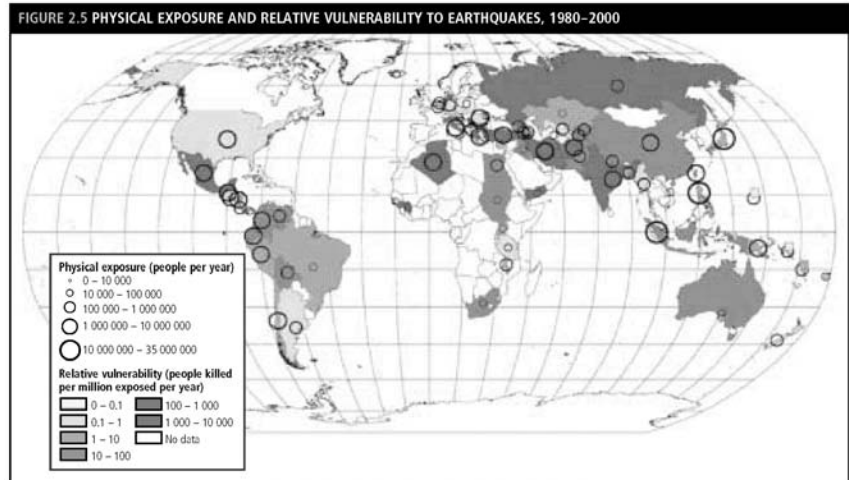 FIGURE 2.5 PHYSICAL EXPOSURE AND RELATIVE VULNERABILITY TO EARTHQUAKES, 1980–2000
Physical exposure (people per year)
0 – 10 000
10 000 – 100 000
100 000 – 1 000 000
1 000 000 – 10 000 000
10 000 000 – 35 000 000
Relative vulnerability (people killed
per million exposed per year)
0 – 0.1
100 – 1 000
0.1 – 1
1 000 – 10 000
1 – 10
No data
10 – 100